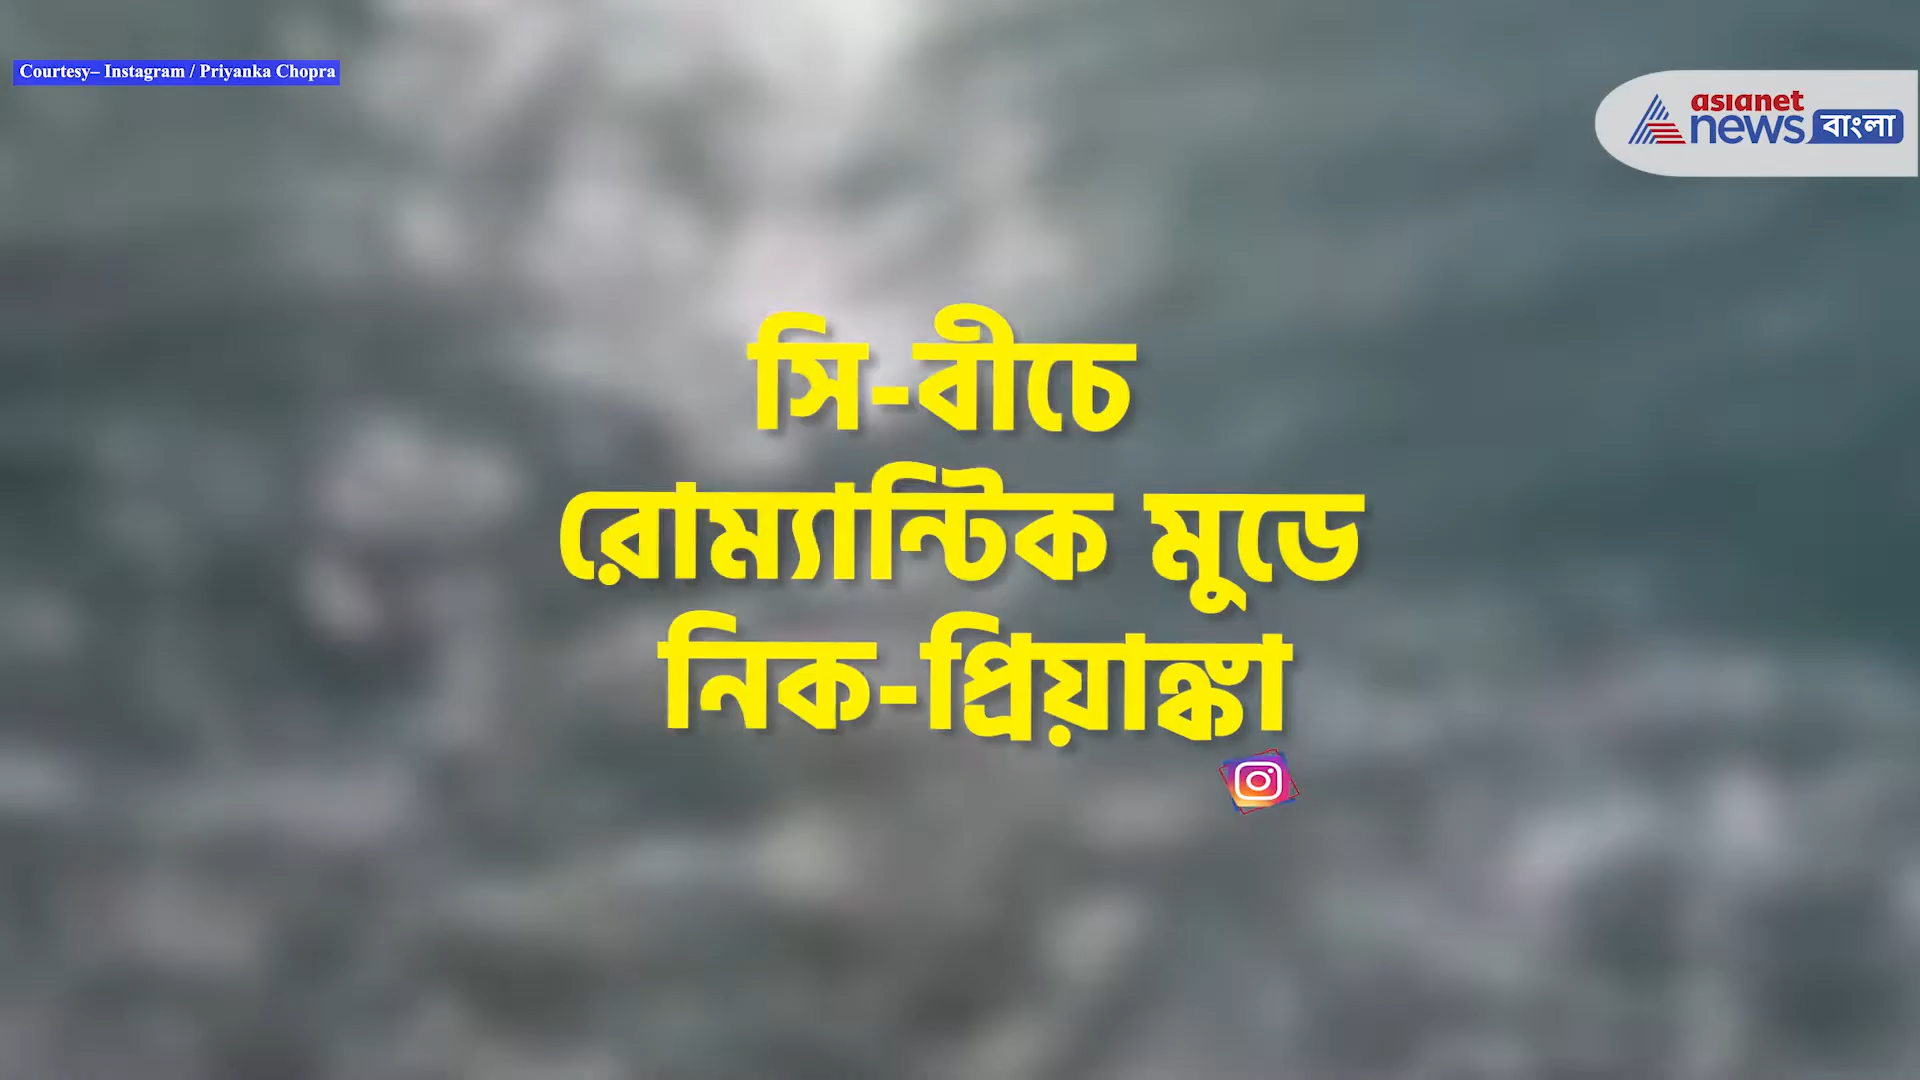 Courtesy– Instagram / Priyanka Chopra
asianet
news বাংলা
সি-বীচে
রোম্যান্টিক মুডে
নিক-প্রিয়াঙ্কা